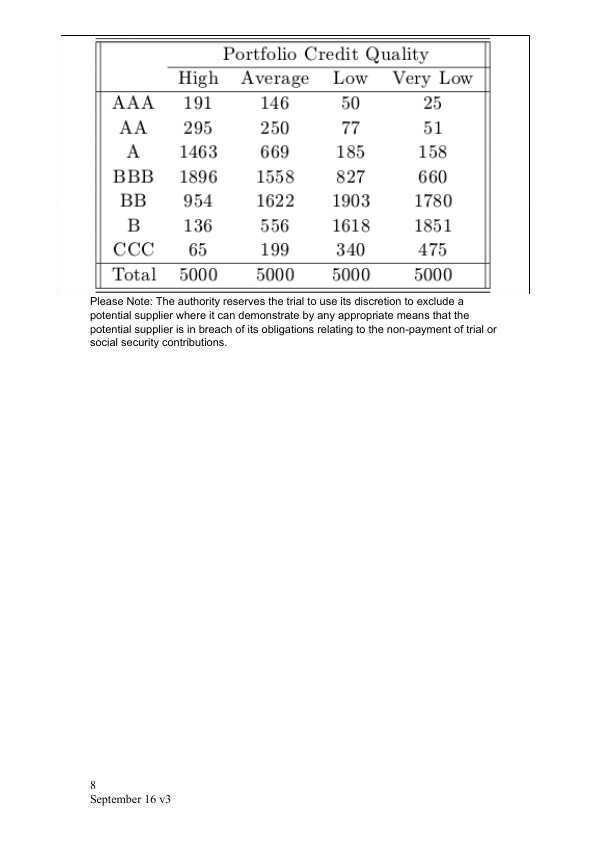 Portfolio Credit Quality
High Average Low Very Low
AAA 191 146 50 25
AA 295 250 77 51
A 1463 669 185 158
BBB 1896 1558 827 660
BB 954 1622 1903 1780
B 136 556 1618 1851
CCC 65 199 340 475
Total 5000 5000 5000 5000
Please Note: The authority reserves the trial to use its discretion to exclude a
potential supplier where it can demonstrate by any appropriate means that the
potential supplier is in breach of its obligations relating to the non-payment of trial or
social security contributions.
8
September 16 v3